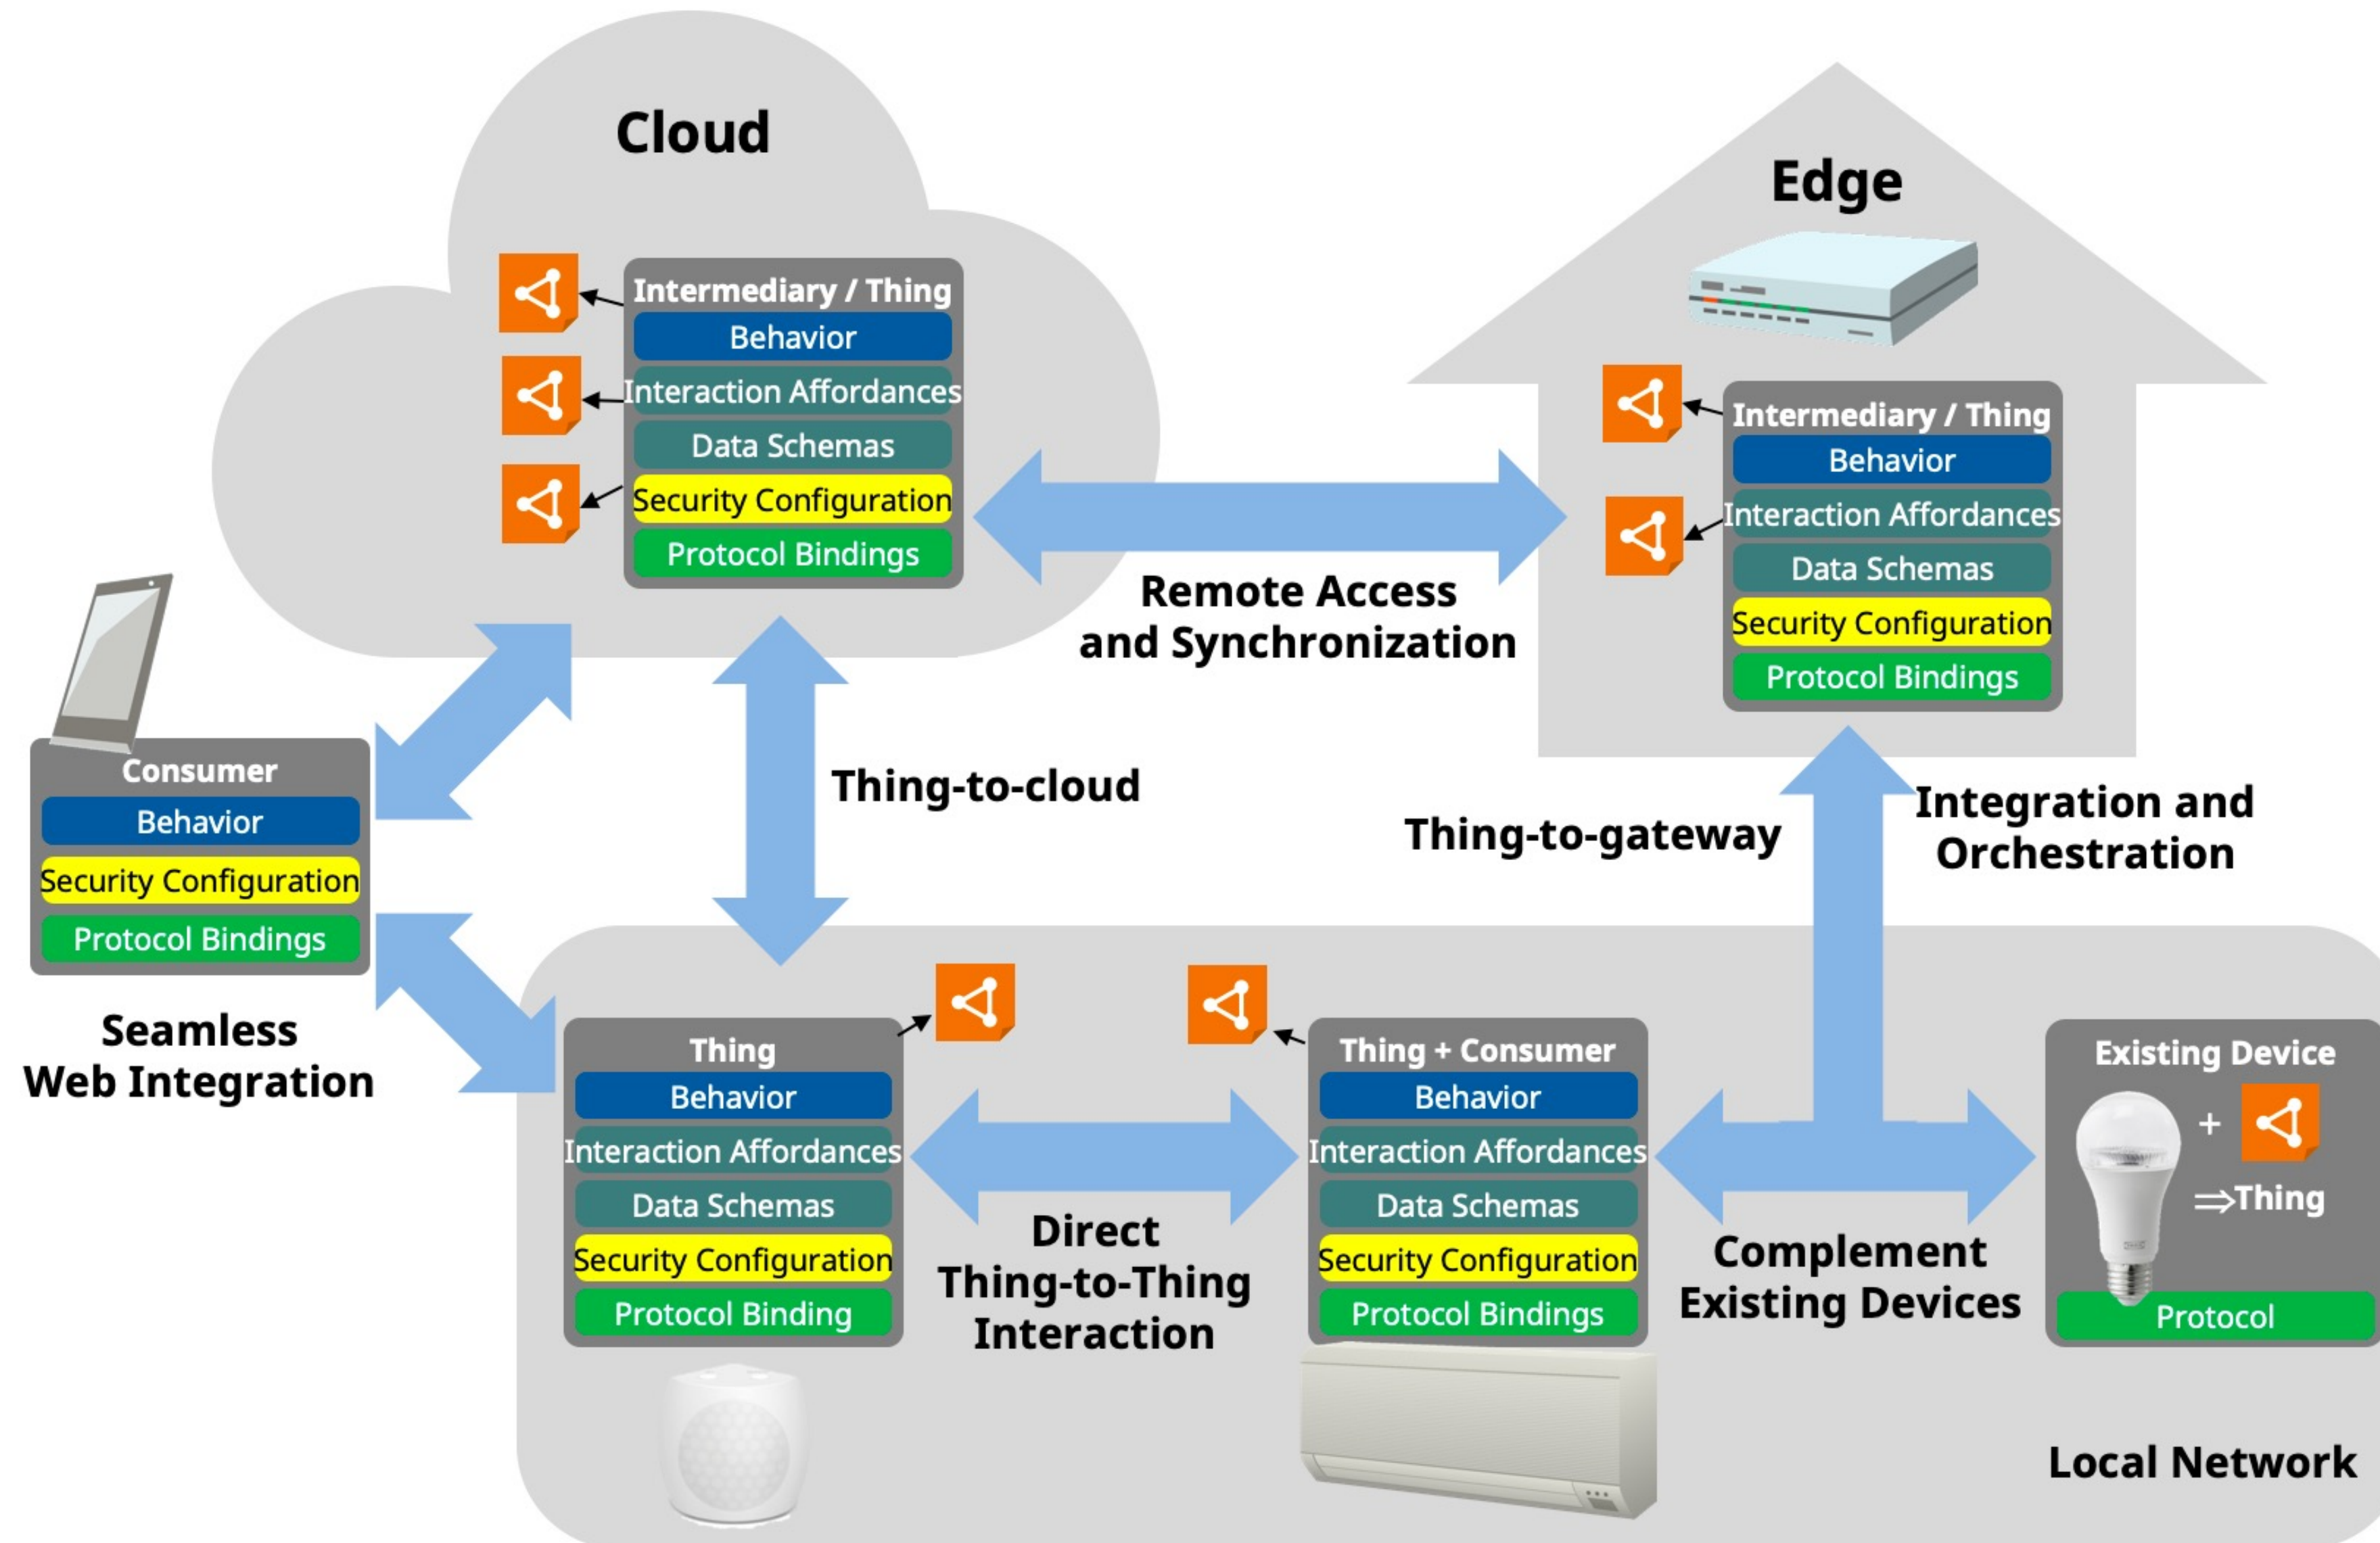 Cloud
Intermediary / Thing
Behavior
Interaction Affordances
Data Schemas
Security Configuration
Protocol Bindings
Edge
Intermediary / Thing
Behavior
Interaction Affordances
Data Schemas
Security Configuration
Protocol Bindings
Remote Access
and Synchronization
Consumer
Behavior
Security Configuration
Protocol Bindings
Seamless
Web Integration
Thing-to-cloud
Thing-to-gateway
Integration and
Orchestration
Thing
Behavior
Interaction Affordances
Data Schemas
Security Configuration
Protocol Binding
Direct
Thing-to-Thing
Interaction
Thing + Consumer
Behavior
Interaction Affordances
Data Schemas
Security Configuration
Protocol Bindings
Complement
Existing Devices
Existing Device
+
⇒Thing
Protocol
Local Network